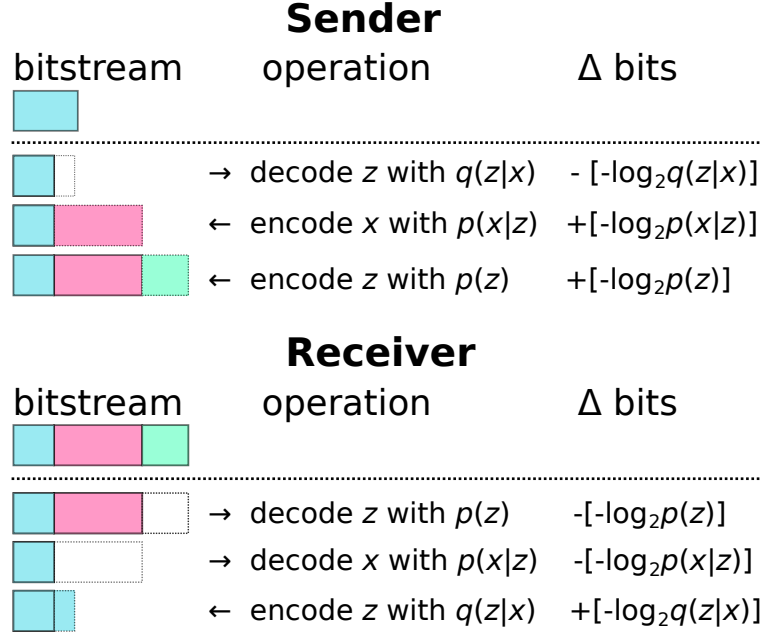 Sender
bitstream operation Δ bits
→ decode z with q(z|x) - [-log₂q(z|x)]
← encode x with p(x|z) +[-log₂p(x|z)]
← encode z with p(z) +[-log₂p(z)]
Receiver
bitstream operation Δ bits
→ decode z with p(z) -[-log₂p(z)]
→ decode x with p(x|z) -[-log₂p(x|z)]
← encode z with q(z|x) +[-log₂q(z|x)]